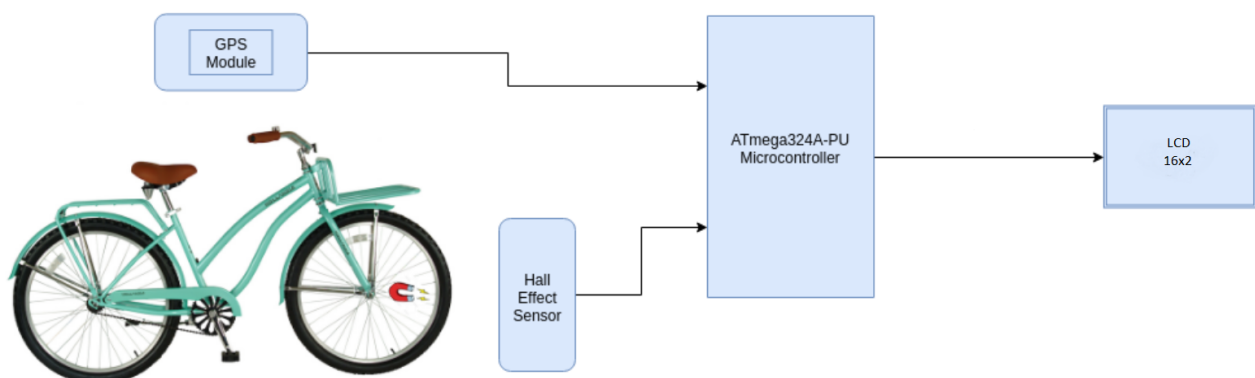 GPS
Module
ATmega324A-PU
Microcontroller
LCD
16x2
Hall
Effect
Sensor